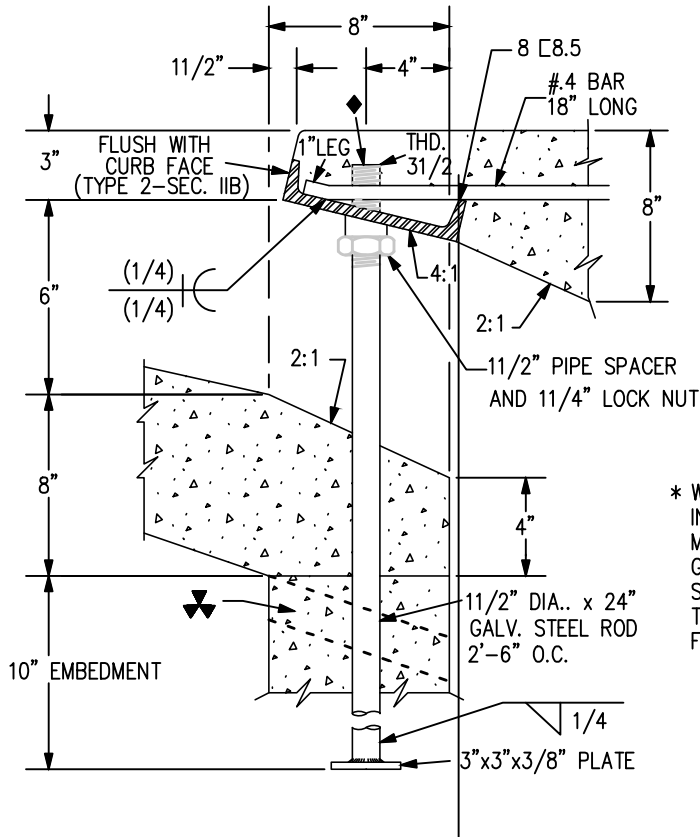 8"
11/2"
4"
8 [8.5
#.4 BAR
18" LONG
3"
FLUSH WITH
CURB FACE
(TYPE 2-SEC. IIB)
1"LEG
THD.
31/2
8"
(1/4)
(1/4)
4:1
6"
2:1
2:1
11/2" PIPE SPACER
AND 11/4" LOCK NUT
8"
4"
* W
IN
M
G
S
T
F
11/2" DIA.. x 24"
GALV. STEEL ROD
2'-6" O.C.
10" EMBEDMENT
1/4
3"x3"x3/8" PLATE